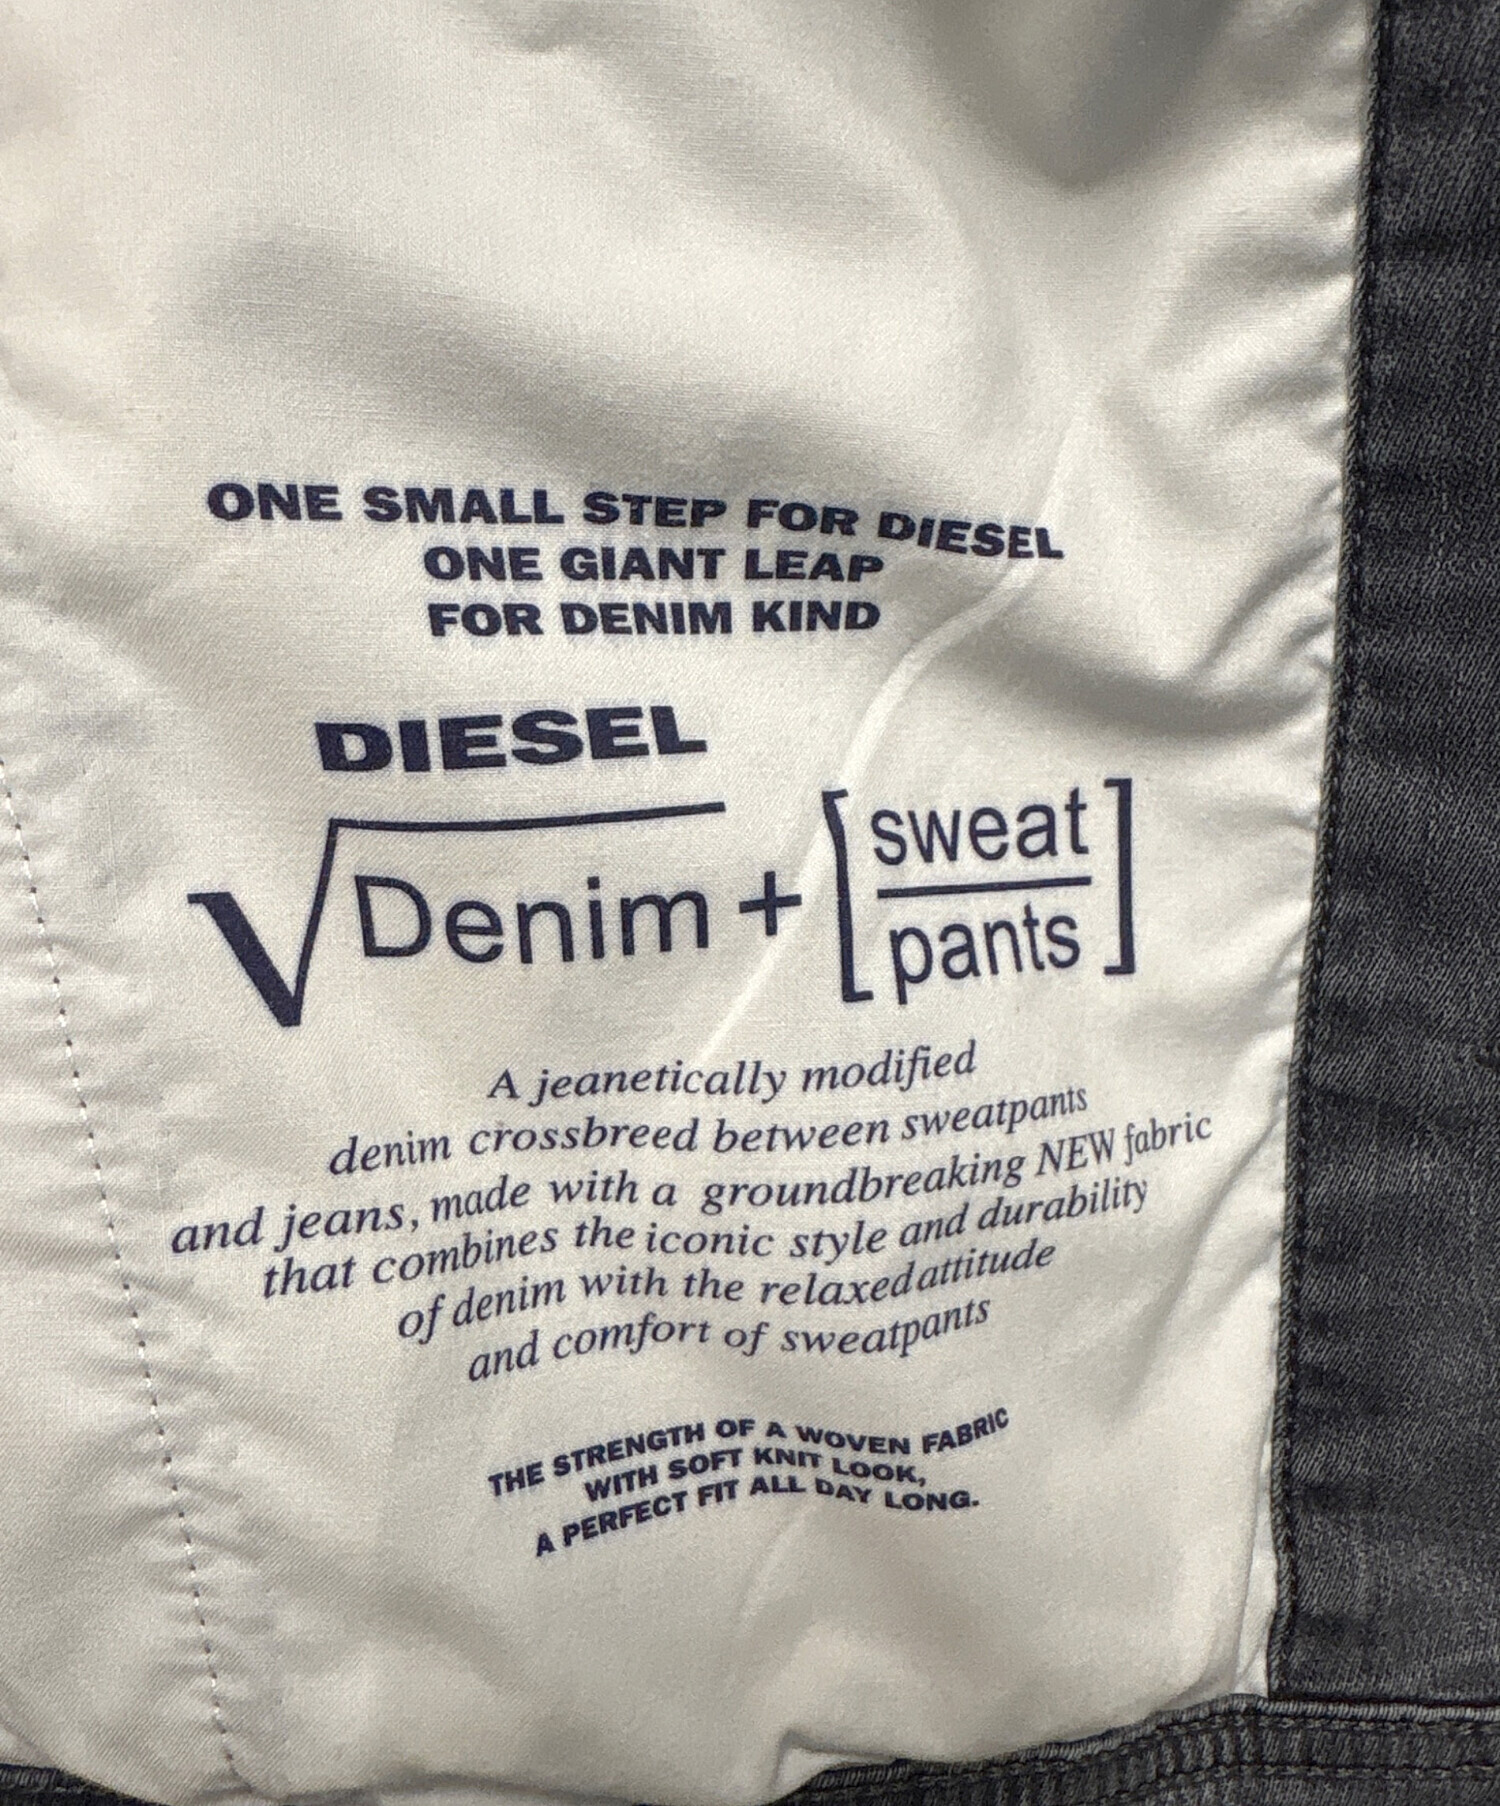 ONE SMALL STEP FOR DIESEL
ONE GIANT LEAP
FOR DENIM KIND
DIESEL
√Denim + [sweat/pants]
A jeanetically modified
denim crossbreed between sweatpants
and jeans, made with a groundbreaking NEW fabric
that combines the iconic style and durability
of denim with the relaxed attitude
and comfort of sweatpants
THE STRENGTH OF A WOVEN FABRIC
WITH SOFT KNIT LOOK,
A PERFECT FIT ALL DAY LONG.